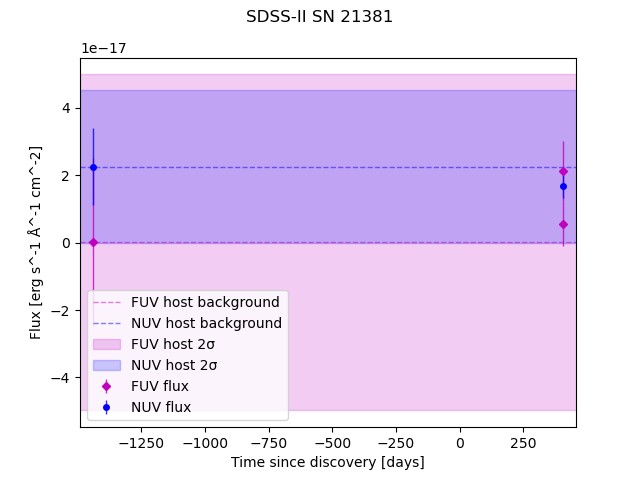 SDSS-II SN 21381
1e−17
4
2
0
−2
−4
Flux [erg s^-1 Å^-1 cm^-2]
FUV host background
NUV host background
FUV host 2σ
NUV host 2σ
FUV flux
NUV flux
−1250 −1000 −750 −500 −250 0 250
Time since discovery [days]